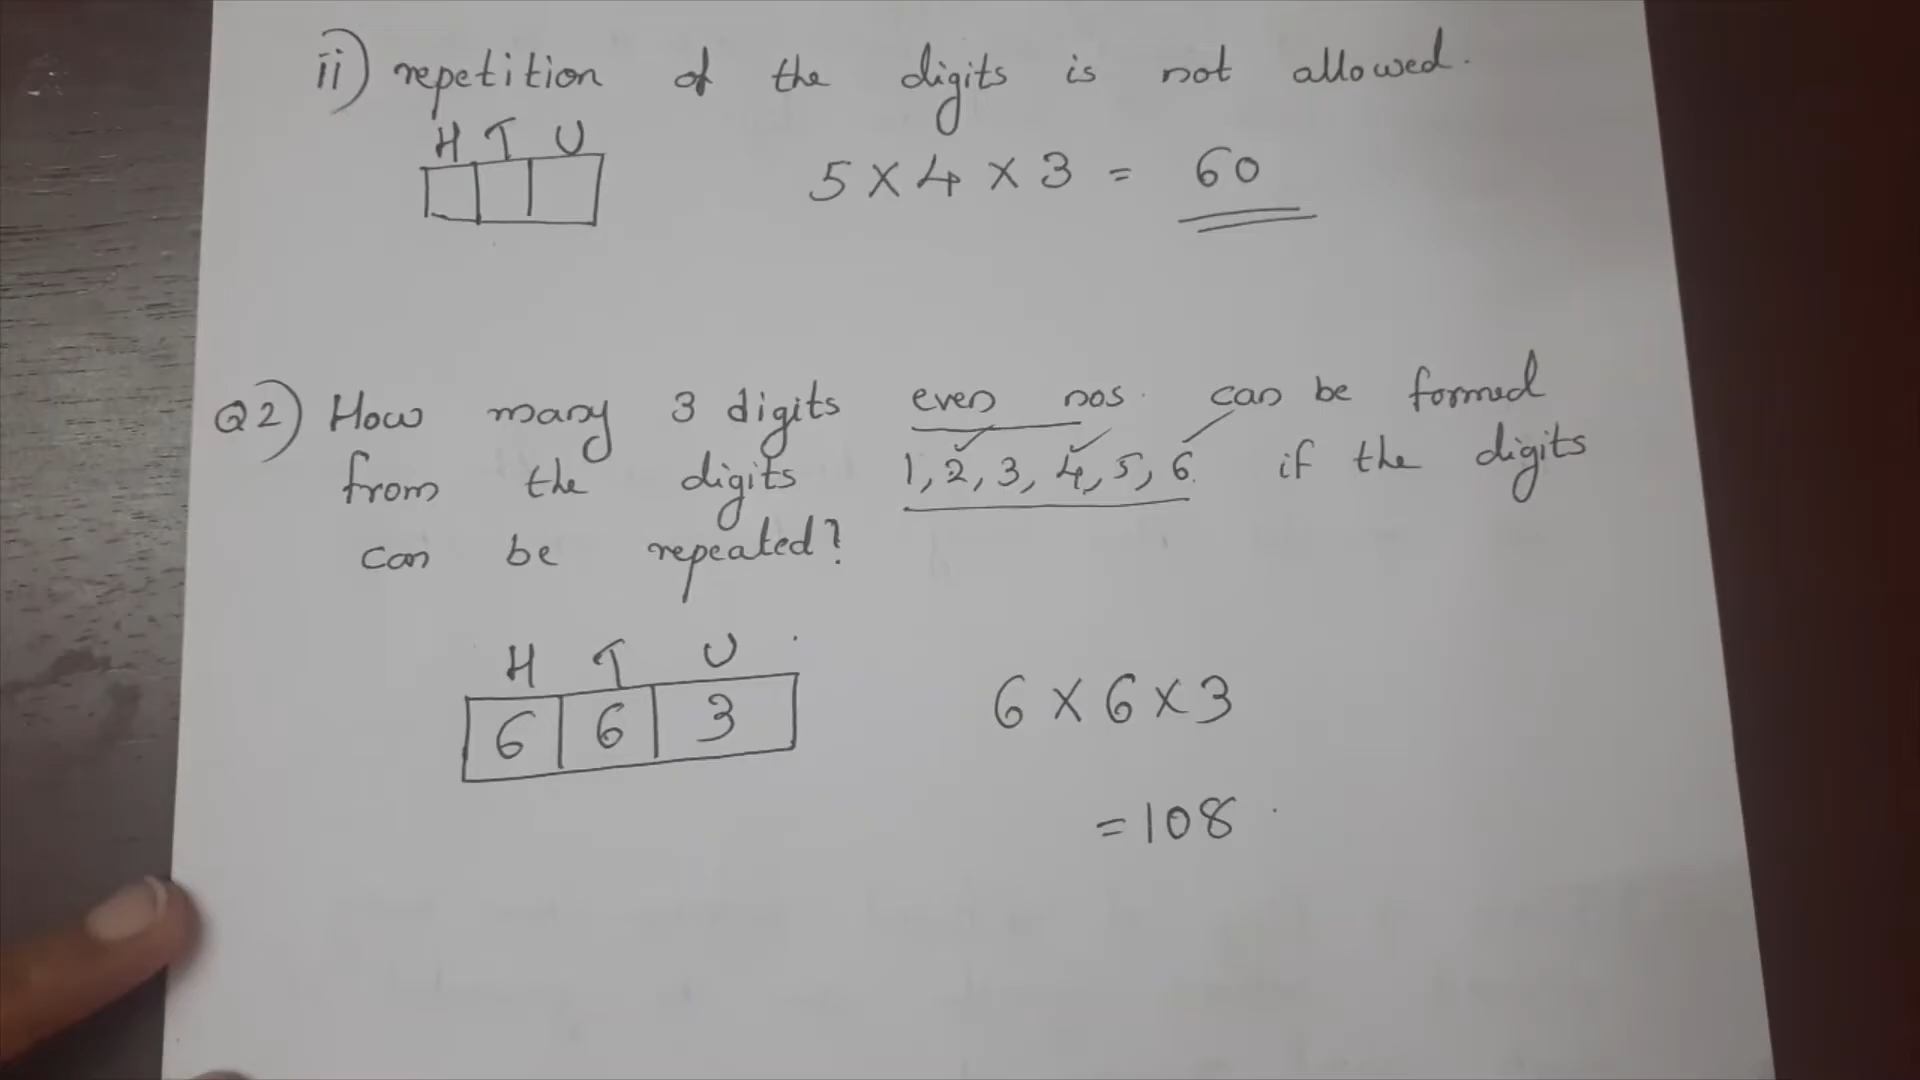 ii) repetition of the digits is not allowed.
H T U
5 × 4 × 3 = 60
Q2) How many 3 digits even nos. can be formed
from the digits 1, 2, 3, 4, 5, 6. if the digits
can be repeated?
H T U
6 6 3
6 × 6 × 3
= 108